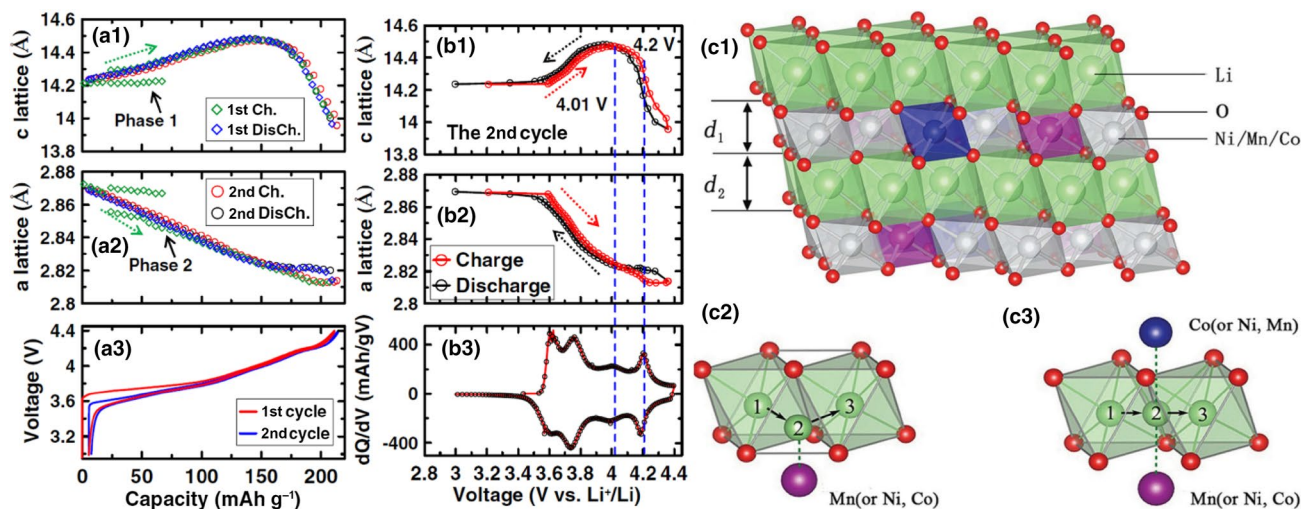 (a1)
c lattice (Å)
14.6
14.4
14.2
14
13.8
Phase 1
1st Ch.
1st DisCh.
(a2)
a lattice (Å)
2.88
2.86
2.84
2.82
2.8
Phase 2
2nd Ch.
2nd DisCh.
(a3)
Voltage (V)
4.2
3.6
3.0
1st cycle
2nd cycle
0 50 100 150 200
Capacity (mAh g⁻¹)
(b1)
c lattice (Å)
14.6
14.4
14.2
14
13.8
4.2 V
4.01 V
The 2nd cycle
(b2)
a lattice (Å)
2.88
2.86
2.84
2.82
2.8
Charge
Discharge
(b3)
dQ/dV (mAh/gV)
400
0
-400
2.8 3 3.2 3.4 3.6 3.8 4 4.2 4.4
Voltage (V vs. Li⁺/Li)
(c1)
Li
O
Ni/Mn/Co
d₁
d₂
(c2)
1
2
3
Mn(or Ni, Co)
(c3)
Co(or Ni, Mn)
1
2
3
Mn(or Ni, Co)